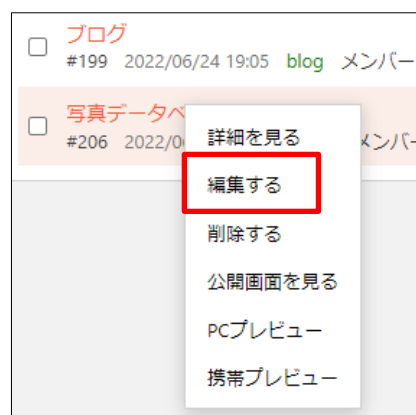 ブログ
#199 2022/06/24 19:05 blog メンバー
写真データベ
#206 2022/0 メンバー
詳細を見る
編集する
削除する
公開画面を見る
PCプレビュー
携帯プレビュー